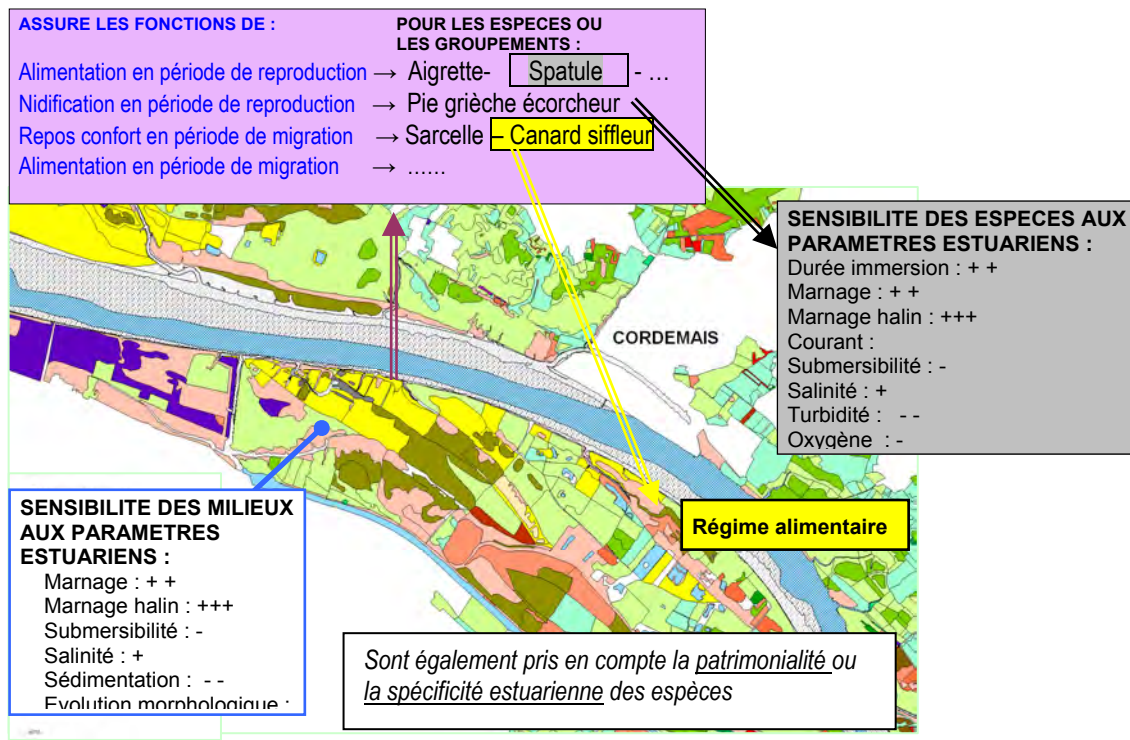 ASSURE LES FONCTIONS DE :
POUR LES ESPECES OU
LES GROUPEMENTS :
Alimentation en période de reproduction → Aigrette- Spatule - …
Nidification en période de reproduction → Pie grièche écorcheur
Repos confort en période de migration → Sarcelle – Canard siffleur
Alimentation en période de migration → ......
SENSIBILITE DES ESPECES AUX
PARAMETRES ESTUARIENS :
Durée immersion : + +
Marnage : + +
Marnage halin : +++
Courant :
Submersibilité : -
Salinité : +
Turbidité : - -
Oxygène : -
CORDEMAIS
SENSIBILITE DES MILIEUX
AUX PARAMETRES
ESTUARIENS :
Marnage : + +
Marnage halin : +++
Submersibilité : -
Salinité : +
Sédimentation : - -
Evolution morphologique :
Régime alimentaire
Sont également pris en compte la patrimonialité ou
la spécificité estuarienne des espèces